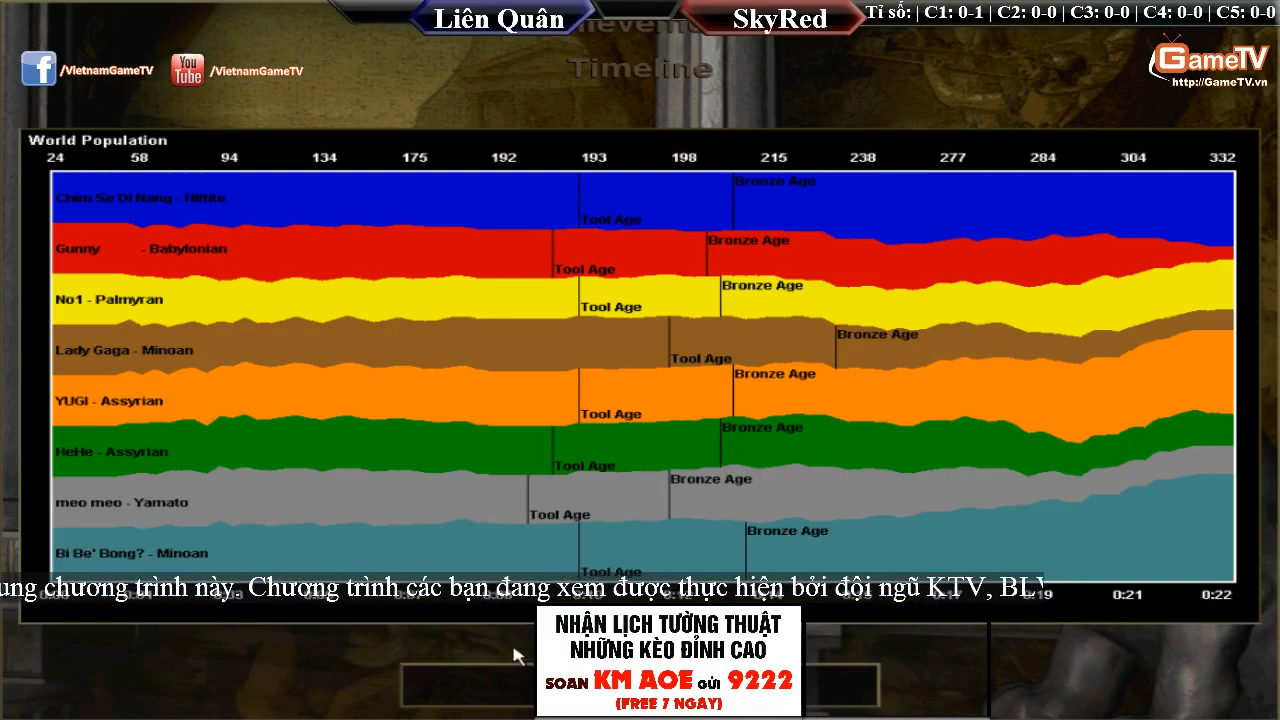 Liên Quân
SkyRed
Tỉ số: | C1: 0-1 | C2: 0-0 | C3: 0-0 | C4: 0-0 | C5: 0-0
Timeline
/VietnamGameTV
You Tube
/VietnamGameTV
GameTV
http://GameTV.vn
World Population
24 58 94 134 175 192 193 198 215 238 277 284 304 332
Bronze Age
Chim Se Di Nang - Hittite
Tool Age
Bronze Age
Gunny - Babylonian
Tool Age
Bronze Age
No1 - Palmyran
Tool Age
Bronze Age
Lady Gaga - Minoan
Tool Age
Bronze Age
YUGI - Assyrian
Tool Age
Bronze Age
HeHe - Assyrian
Tool Age
Bronze Age
meo meo - Yamato
Tool Age
Bronze Age
Bi Be' Bong? - Minoan
Tool Age
ung chương trình này. Chương trình các bạn đang xem được thực hiện bởi đội ngũ KTV, BL
0:19 0:21 0:22
NHẬN LỊCH TƯỜNG THUẬT
NHỮNG KÈO ĐỈNH CAO
SOẠN KM AOE GỬI 9222
(FREE 7 NGÀY)